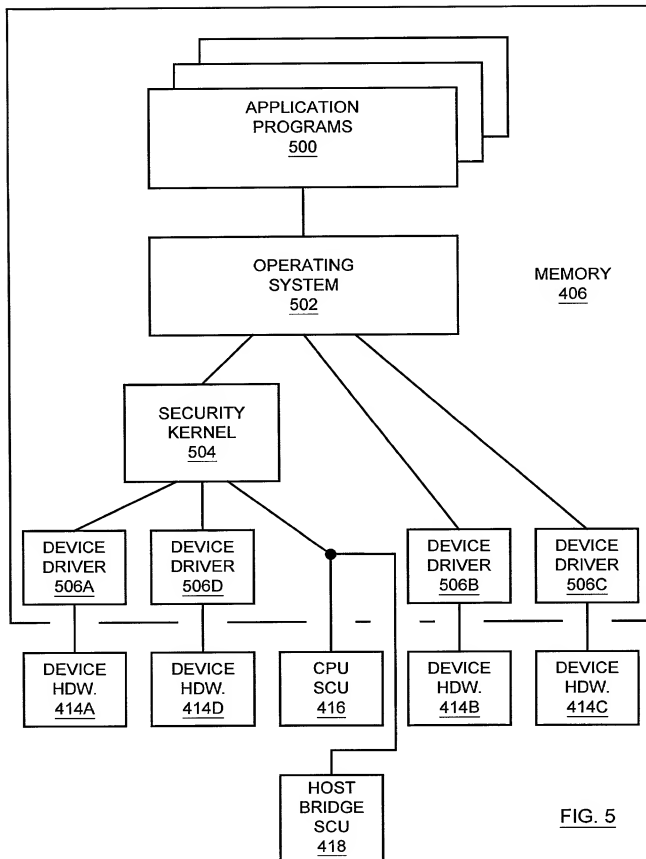 APPLICATION
PROGRAMS
500
OPERATING
SYSTEM
502
MEMORY
406
SECURITY
KERNEL
504
DEVICE
DRIVER
506A
DEVICE
DRIVER
506D
DEVICE
DRIVER
506B
DEVICE
DRIVER
506C
DEVICE
HDW.
414A
DEVICE
HDW.
414D
CPU
SCU
416
DEVICE
HDW.
414B
DEVICE
HDW.
414C
HOST
BRIDGE
SCU
418
FIG. 5